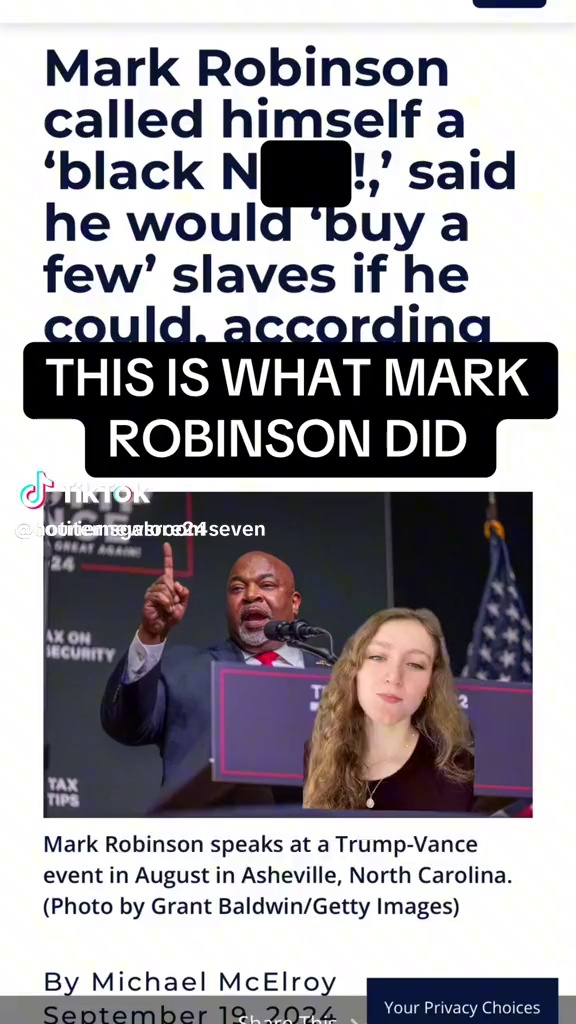 Mark Robinson
called himself a
‘black N!,’ said
he would ‘buy a
few’ slaves if he
could, according
THIS IS WHAT MARK
ROBINSON DID
TikTok
GREAT AGAIN!
24
AX ON
SECURITY
TAX
TIPS
Mark Robinson speaks at a Trump-Vance
event in August in Asheville, North Carolina.
(Photo by Grant Baldwin/Getty Images)
By Michael McElroy
September 19, 2024
Share This
Your Privacy Choices